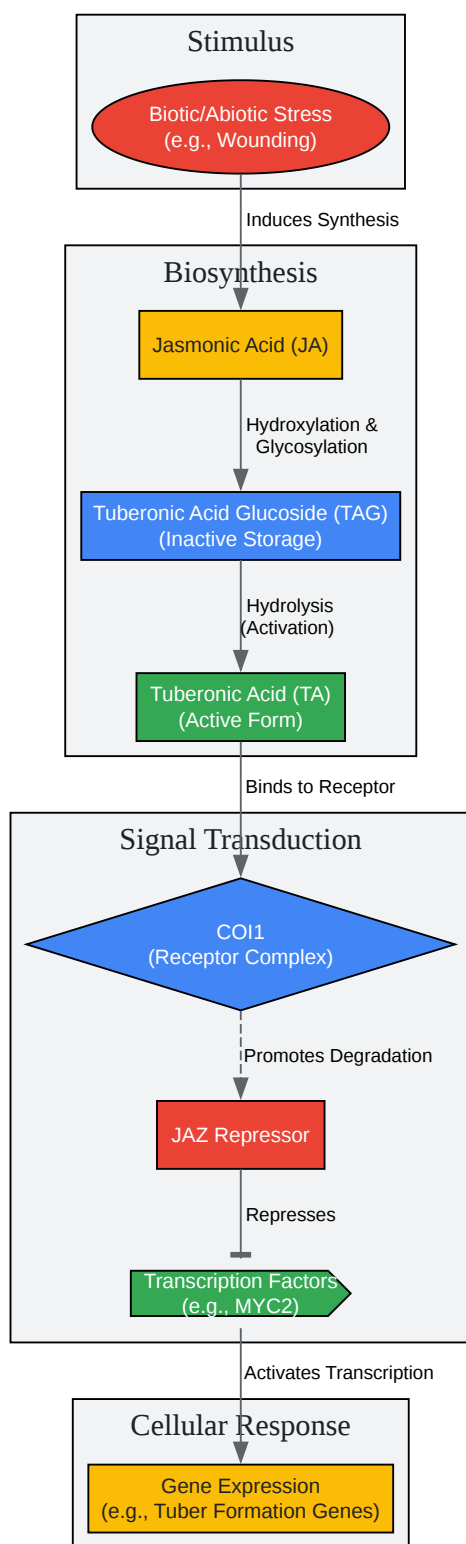 Stimulus
Biotic/Abiotic Stress
(e.g., Wounding)
Induces Synthesis
Biosynthesis
Jasmonic Acid (JA)
Hydroxylation &
Glycosylation
Tuberonic Acid Glucoside (TAG)
(Inactive Storage)
Hydrolysis
(Activation)
Tuberonic Acid (TA)
(Active Form)
Binds to Receptor
Signal Transduction
COI1
(Receptor Complex)
Promotes Degradation
JAZ Repressor
Represses
Transcription Factors
(e.g., MYC2)
Activates Transcription
Cellular Response
Gene Expression
(e.g., Tuber Formation Genes)